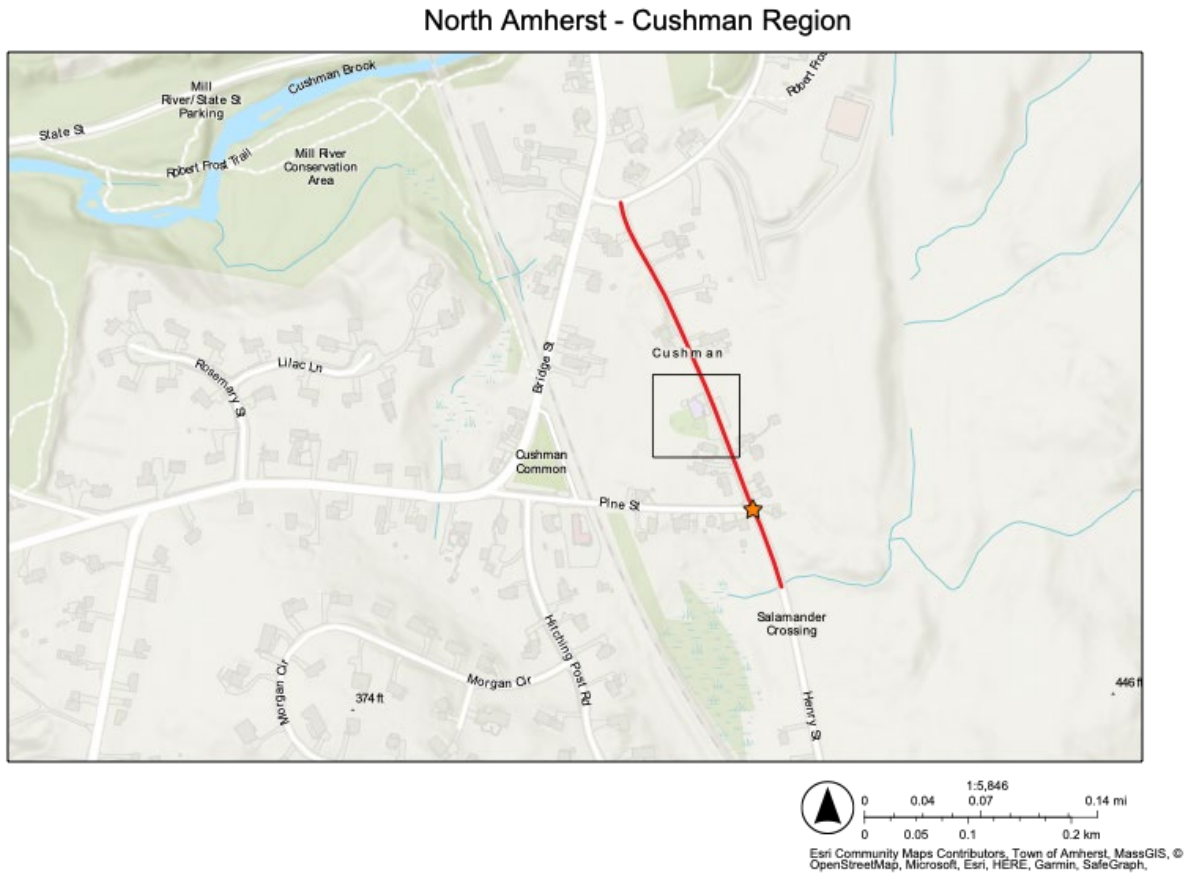 North Amherst - Cushman Region
Cushman Brook
Mill
River/State St
Parking
Robert Fros
State St
Robert Frost Trail
Mill River
Conservation
Area
Cushman
Bridge St
Lilac Ln
Rosemary St
Cushman
Common
Pine St
Salamander
Crossing
Hitching Post Rd
Morgan Cir
Morgan Cir
374 ft
446 ft
Henry St
1:5,846
0 0.04 0.07 0.14 mi
0 0.05 0.1 0.2 km
Esri Community Maps Contributors, Town of Amherst, MassGIS, ©
OpenStreetMap, Microsoft, Esri, HERE, Garmin, SafeGraph,